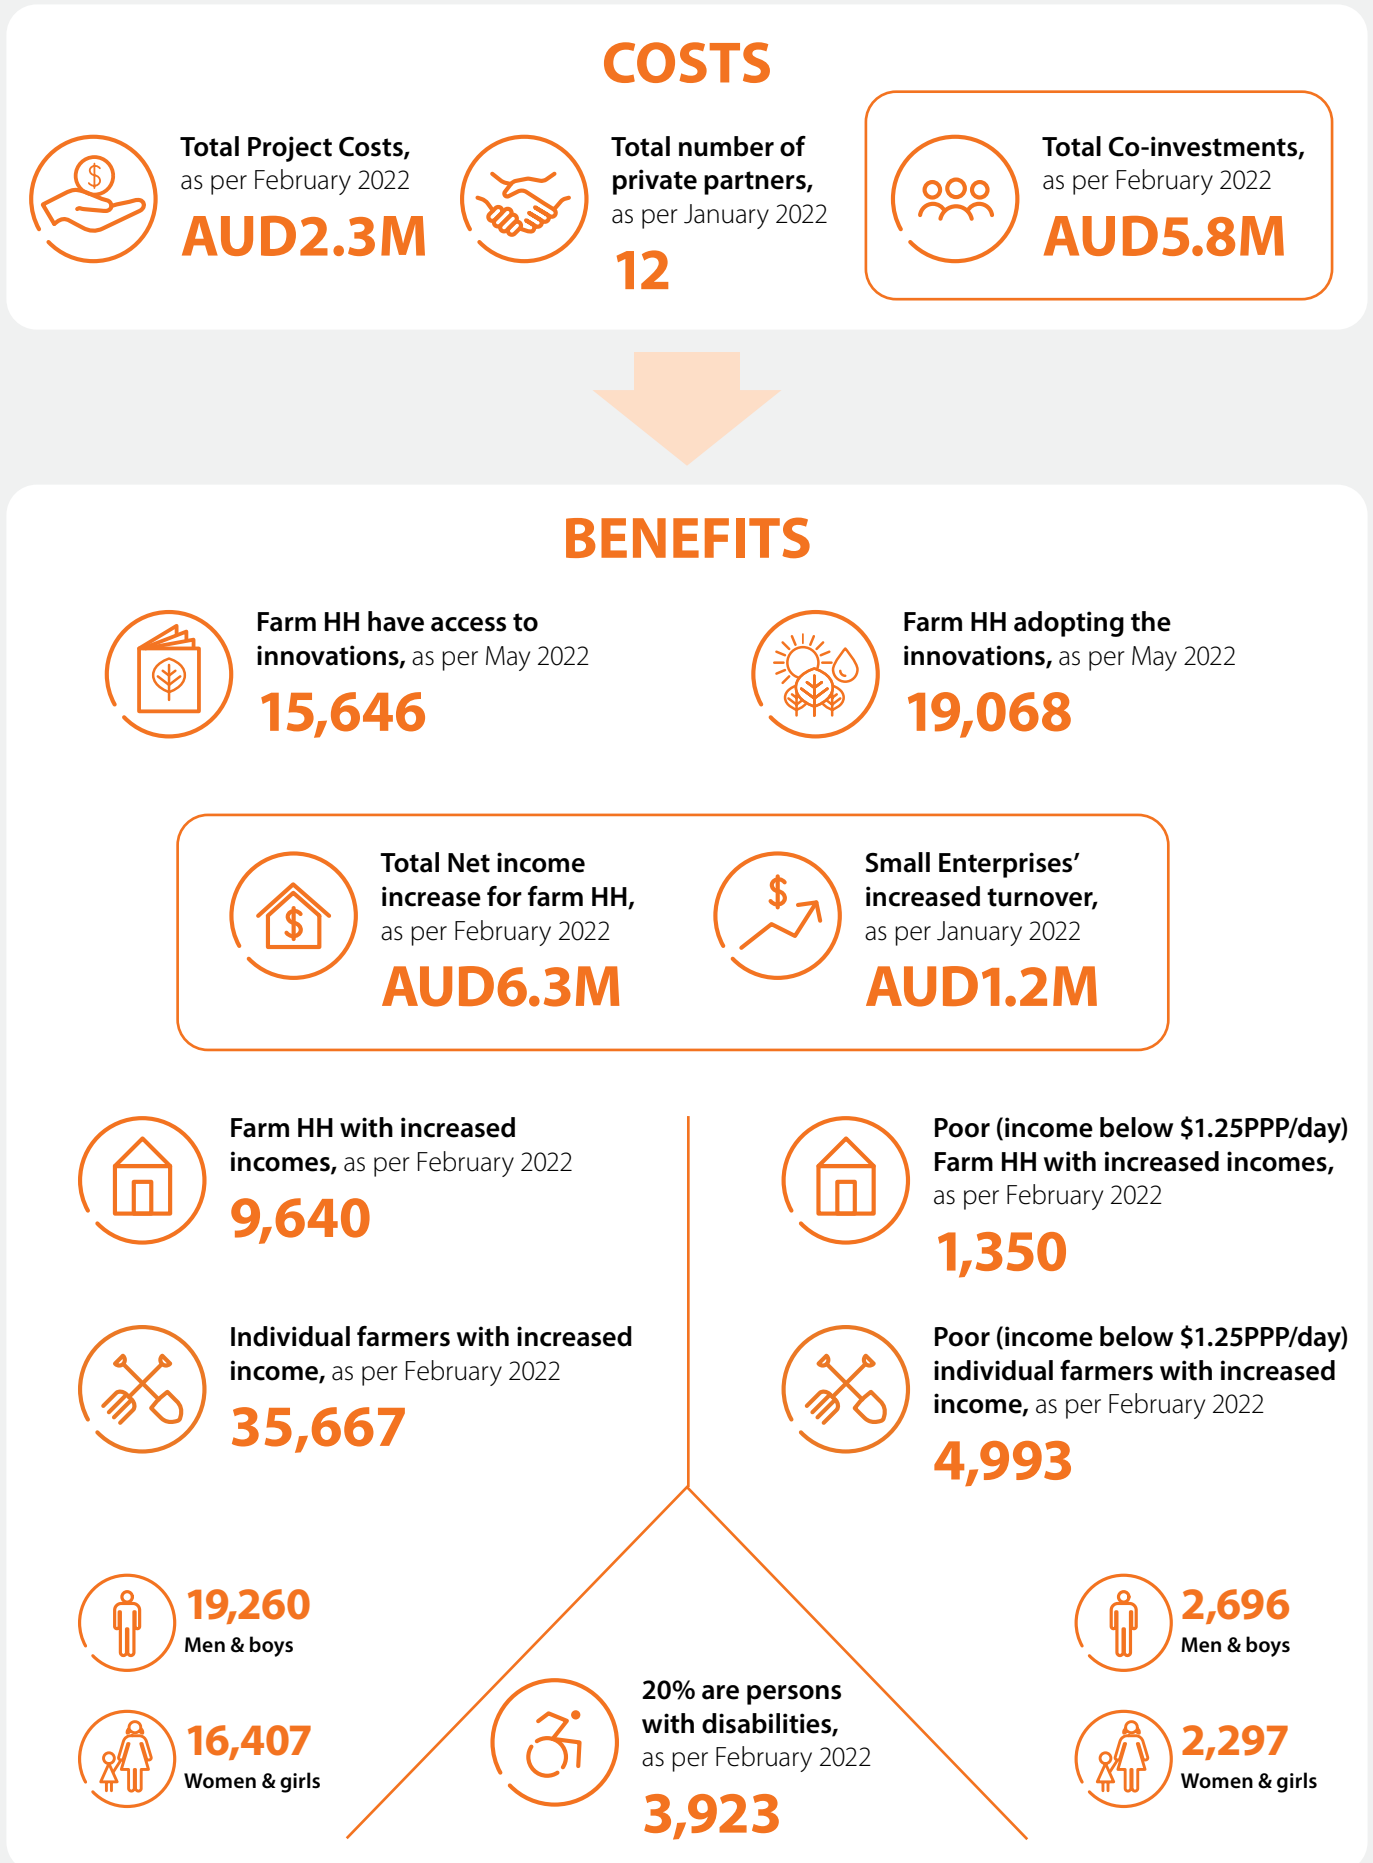 COSTS
Total Project Costs,
as per February 2022
AUD2.3M
Total number of
private partners,
as per January 2022
12
Total Co-investments,
as per February 2022
AUD5.8M
BENEFITS
Farm HH have access to
innovations, as per May 2022
15,646
Farm HH adopting the
innovations, as per May 2022
19,068
Total Net income
increase for farm HH,
as per February 2022
AUD6.3M
Small Enterprises’
increased turnover,
as per January 2022
AUD1.2M
Farm HH with increased
incomes, as per February 2022
9,640
Poor (income below $1.25PPP/day)
Farm HH with increased incomes,
as per February 2022
1,350
Individual farmers with increased
income, as per February 2022
35,667
Poor (income below $1.25PPP/day)
individual farmers with increased
income, as per February 2022
4,993
19,260
Men & boys
16,407
Women & girls
20% are persons
with disabilities,
as per February 2022
3,923
2,696
Men & boys
2,297
Women & girls